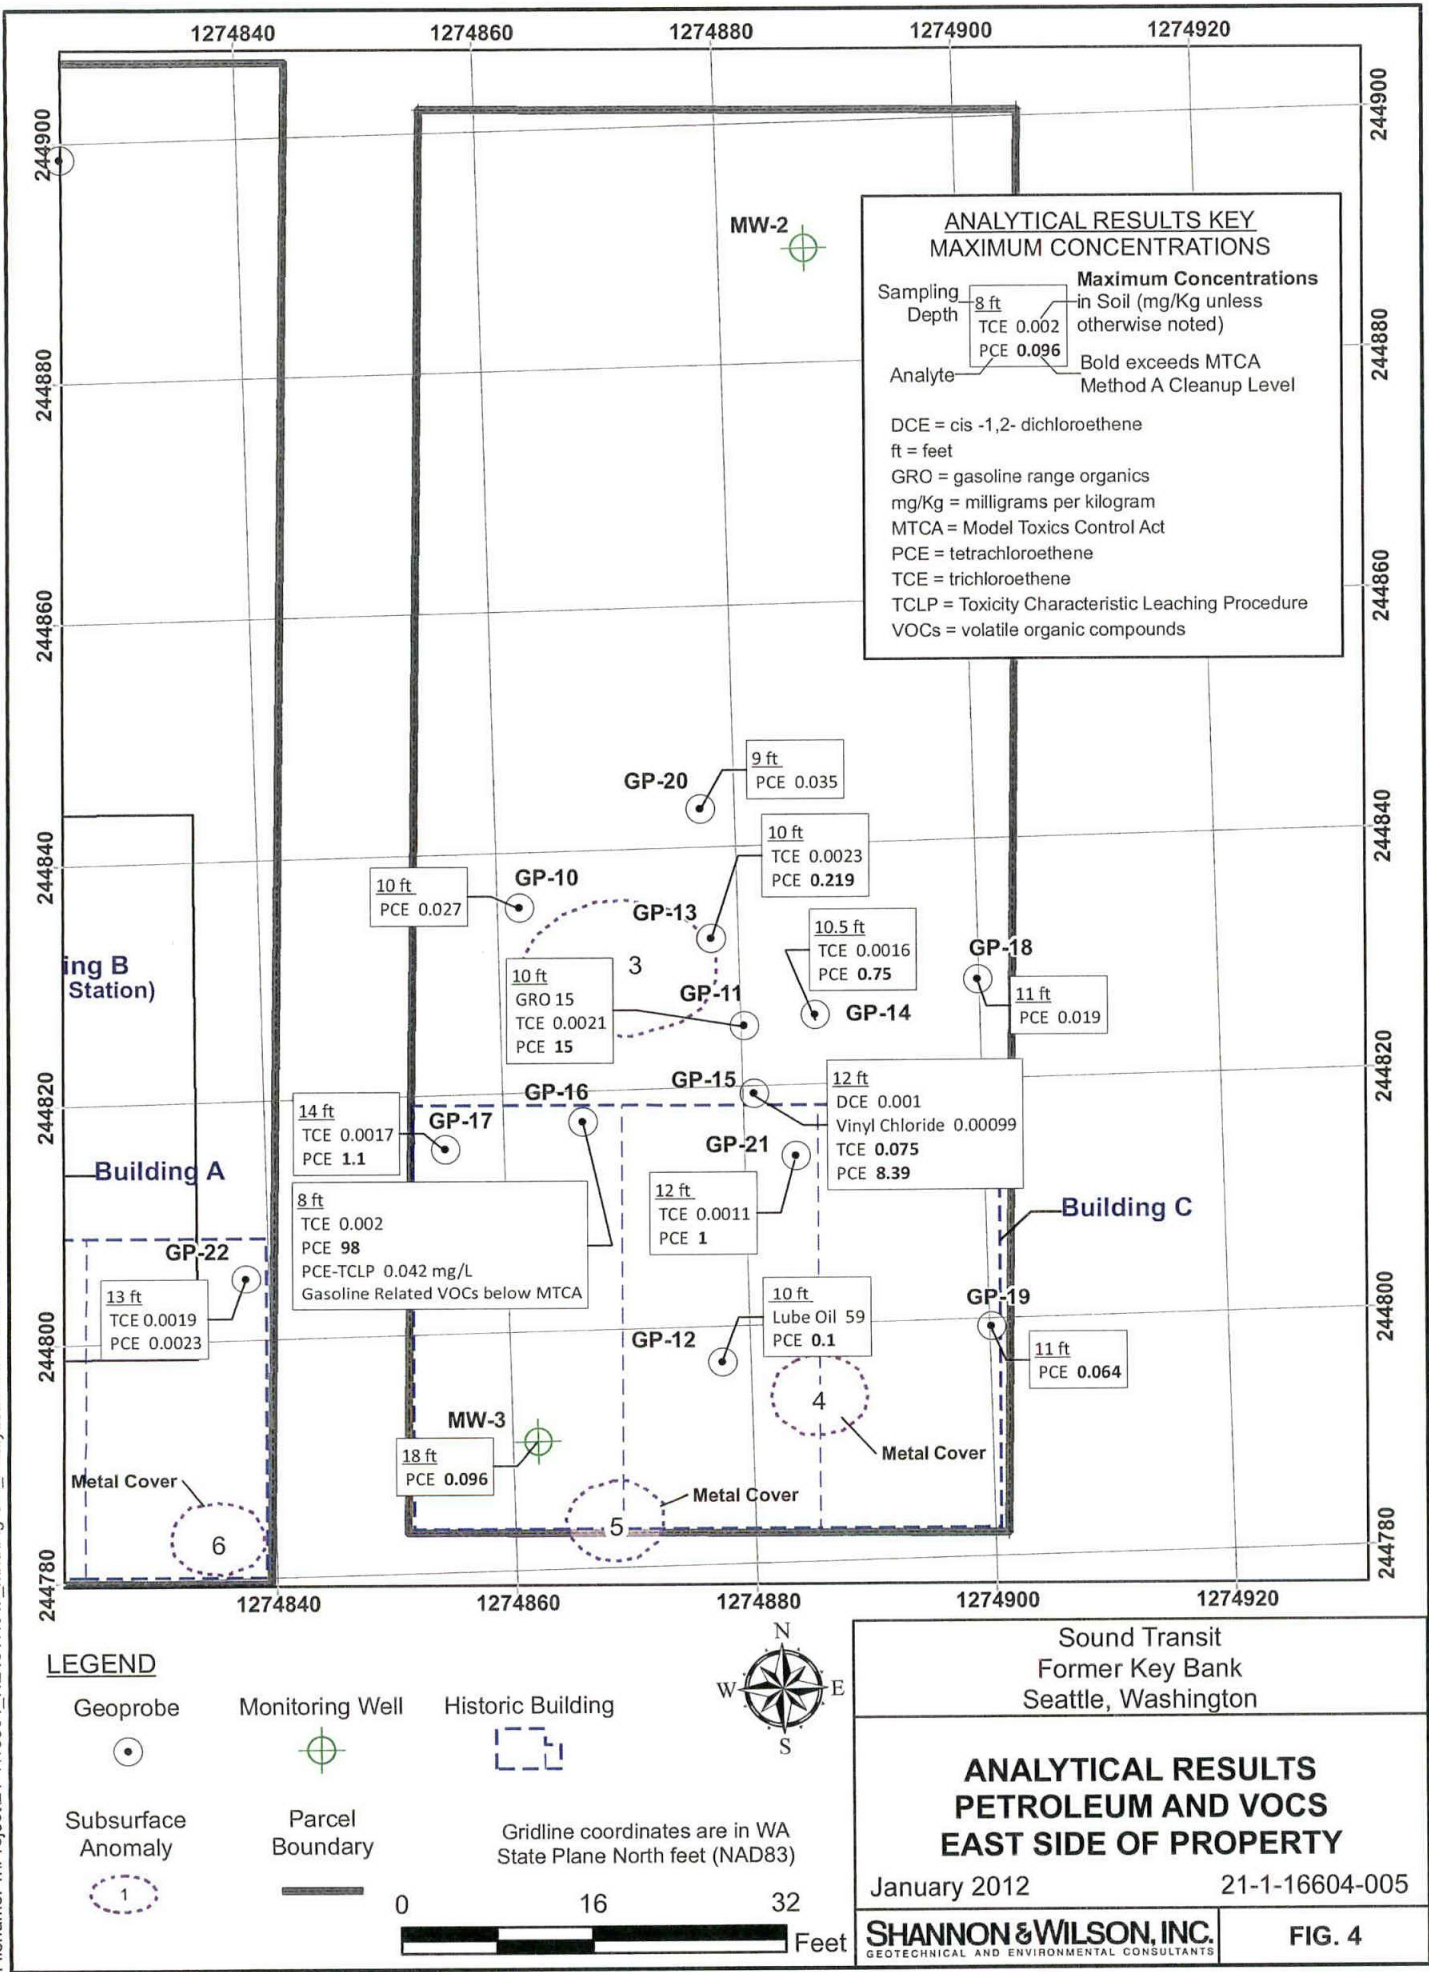 1274840
1274860
1274880
1274900
1274920
244900
244880
244860
244840
244820
244800
244780
244900
244880
244860
244840
244820
244800
244780
MW-2
ANALYTICAL RESULTS KEY
MAXIMUM CONCENTRATIONS
Sampling
Depth
8 ft
TCE 0.002
PCE 0.096
Maximum Concentrations
in Soil (mg/Kg unless
otherwise noted)
Analyte
Bold exceeds MTCA
Method A Cleanup Level
DCE = cis -1,2- dichloroethene
ft = feet
GRO = gasoline range organics
mg/Kg = milligrams per kilogram
MTCA = Model Toxics Control Act
PCE = tetrachloroethene
TCE = trichloroethene
TCLP = Toxicity Characteristic Leaching Procedure
VOCs = volatile organic compounds
GP-20
9 ft
PCE 0.035
10 ft
TCE 0.0023
PCE 0.219
GP-10
10 ft
PCE 0.027
GP-13
3
10.5 ft
TCE 0.0016
PCE 0.75
GP-18
11 ft
PCE 0.019
ing B
Station)
10 ft
GRO 15
TCE 0.0021
PCE 15
GP-11
GP-14
GP-15
12 ft
DCE 0.001
Vinyl Chloride 0.00099
TCE 0.075
PCE 8.39
GP-16
14 ft
TCE 0.0017
PCE 1.1
GP-17
GP-21
Building A
8 ft
TCE 0.002
PCE 98
PCE-TCLP 0.042 mg/L
Gasoline Related VOCs below MTCA
12 ft
TCE 0.0011
PCE 1
Building C
GP-22
13 ft
TCE 0.0019
PCE 0.0023
10 ft
Lube Oil 59
PCE 0.1
GP-12
GP-19
11 ft
PCE 0.064
4
Metal Cover
MW-3
18 ft
PCE 0.096
Metal Cover
5
Metal Cover
6
1274840
1274860
1274880
1274900
1274920
LEGEND
Geoprobe
Monitoring Well
Historic Building
Subsurface
Anomaly
1
Parcel
Boundary
N
W
E
S
Gridline coordinates are in WA
State Plane North feet (NAD83)
0
16
32
Feet
Sound Transit
Former Key Bank
Seattle, Washington
ANALYTICAL RESULTS
PETROLEUM AND VOCS
EAST SIDE OF PROPERTY
January 2012
21-1-16604-005
SHANNON & WILSON, INC.
GEOTECHNICAL AND ENVIRONMENTAL CONSULTANTS
FIG. 4